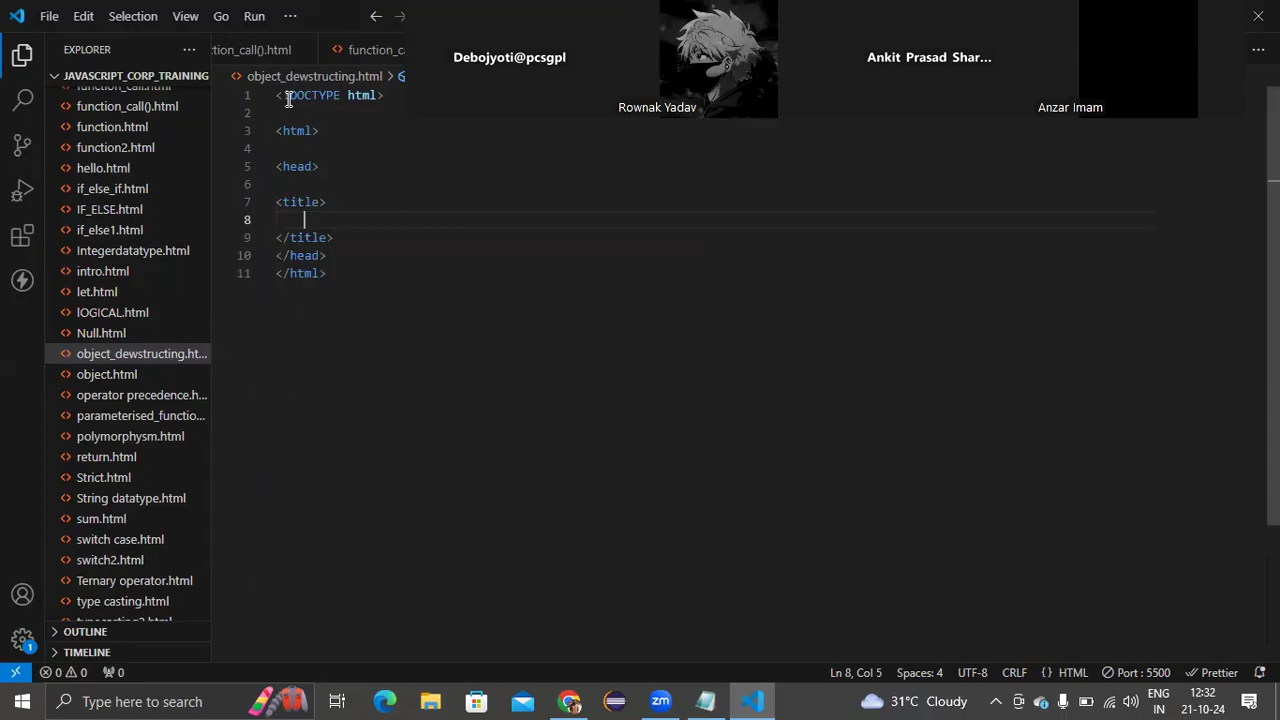 File Edit Selection View Go Run ...
Debojyoti@pcsgpl
Rownak Yadav
Ankit Prasad Shar...
Anzar Imam
EXPLORER
tion_call().html
function_ca
JAVASCRIPT_CORP_TRAINING
function_call.html
function_call().html
function.html
function2.html
hello.html
if_else_if.html
IF_ELSE.html
if_else1.html
Integerdatatype.html
intro.html
let.html
lOGICAL.html
Null.html
object_dewstructing.ht...
object.html
operator precedence.h...
parameterised_functio...
polymorphysm.html
return.html
Strict.html
String datatype.html
sum.html
switch case.html
switch2.html
Ternary operator.html
type casting.html
OUTLINE
TIMELINE
object_dewstructing.html >
1 <!DOCTYPE html>
2
3 <html>
4
5 <head>
6
7 <title>
8
9 </title>
10 </head>
11 </html>
0 0 0
Ln 8, Col 5 Spaces: 4 UTF-8 CRLF {} HTML Port : 5500 Prettier
1
Type here to search
zm
31°C Cloudy
ENG
IN
12:32
21-10-24